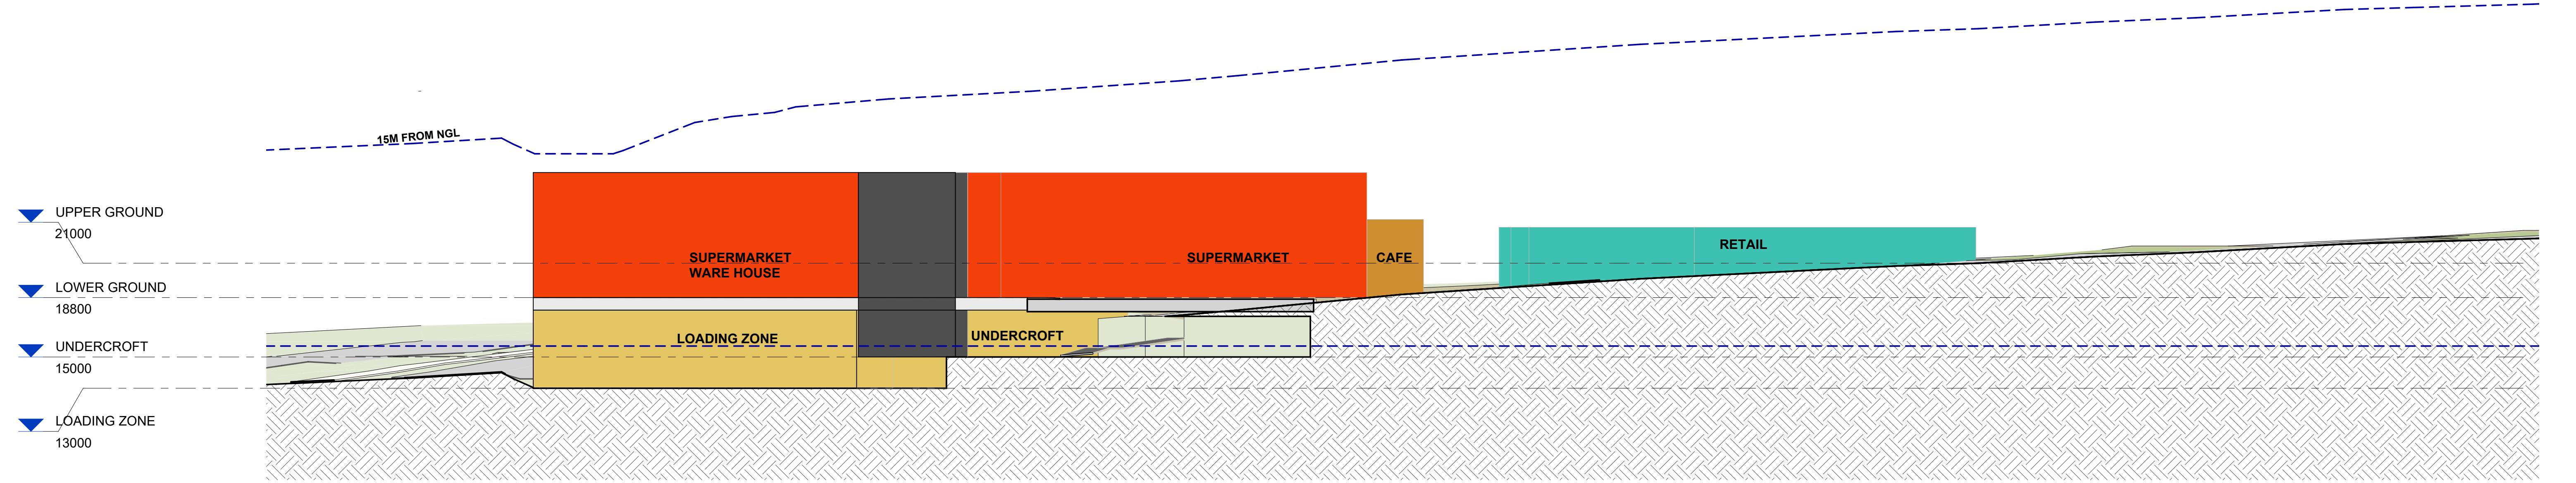 15M FROM NGL
UPPER GROUND
21000
SUPERMARKET
WARE HOUSE
SUPERMARKET
CAFE
RETAIL
LOWER GROUND
18800
LOADING ZONE
UNDERCROFT
UNDERCROFT
15000
LOADING ZONE
13000